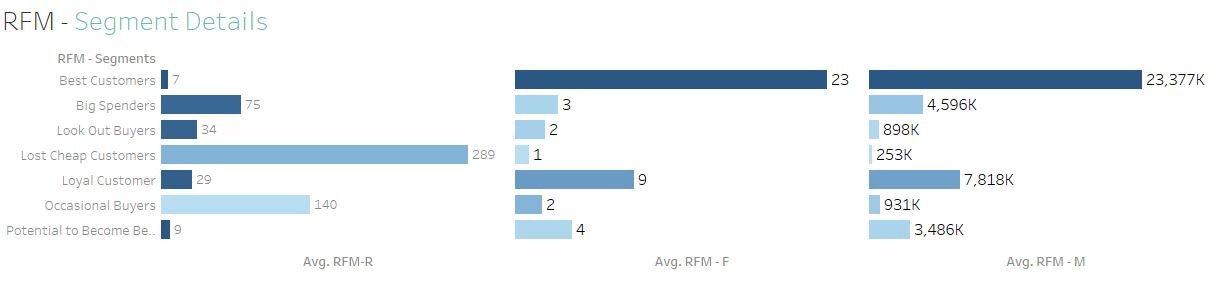 RFM - Segment Details
RFM - Segments
Best Customers 7 23 23,377K
Big Spenders 75 3 4,596K
Look Out Buyers 34 2 898K
Lost Cheap Customers 289 1 253K
Loyal Customer 29 9 7,818K
Occasional Buyers 140 2 931K
Potential to Become Be.. 9 4 3,486K
Avg. RFM-R Avg. RFM - F Avg. RFM - M